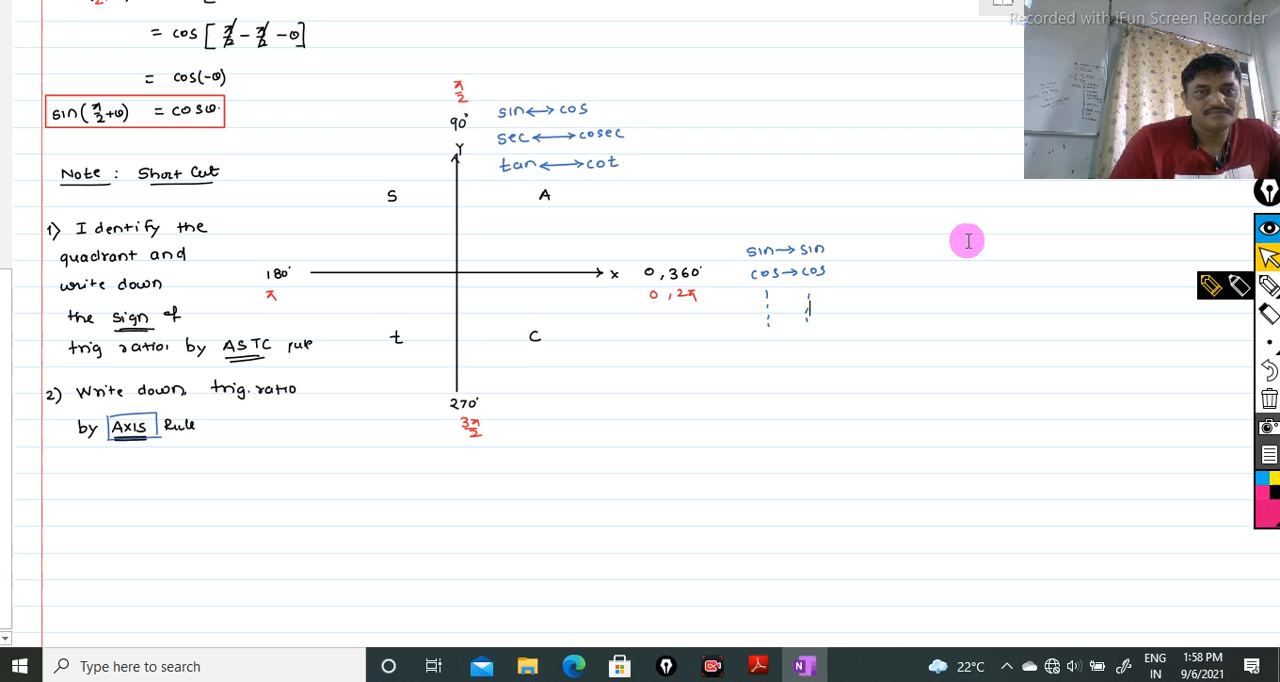 Recorded with iFun Screen Recorder
= cos [ π/2 - π/2 - θ ]
= cos(-θ)
sin(π/2+θ) = cosθ.
Note : Short Cut
1) Identify the
quadrant and
write down
the sign of
trig ratios by ASTC rule
2) Write down trig. ratio
by AXIS Rule
π/2
90°
Y
sin↔cos
sec↔cosec
tan↔cot
S A
180° X 0, 360°
π 0, 2π
t C
270°
3π/2
sin→sin
cos→cos
Type here to search
22°C
ENG
IN
1:58 PM
9/6/2021